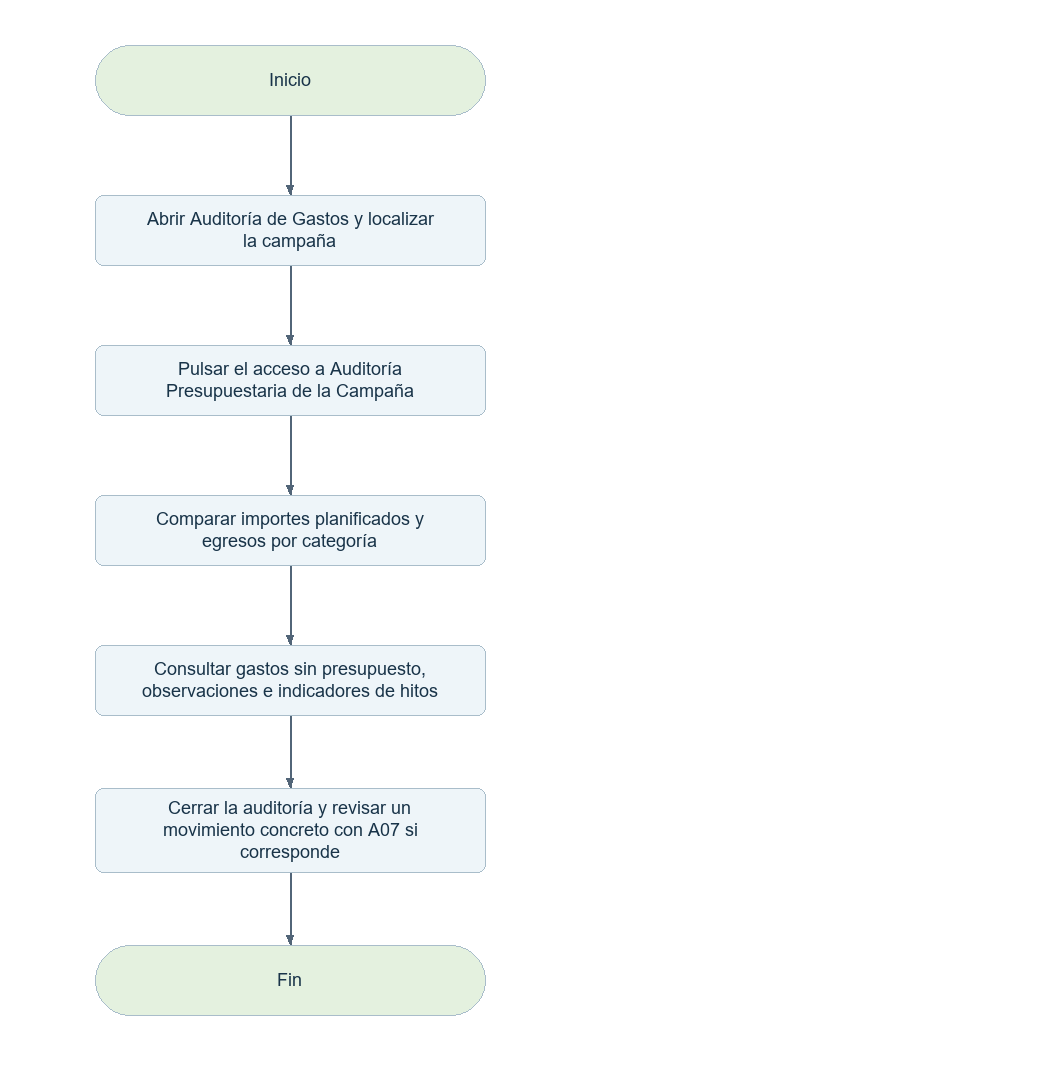 Inicio
Abrir Auditoría de Gastos y localizar
la campaña
Pulsar el acceso a Auditoría
Presupuestaria de la Campaña
Comparar importes planificados y
egresos por categoría
Consultar gastos sin presupuesto,
observaciones e indicadores de hitos
Cerrar la auditoría y revisar un
movimiento concreto con A07 si
corresponde
Fin